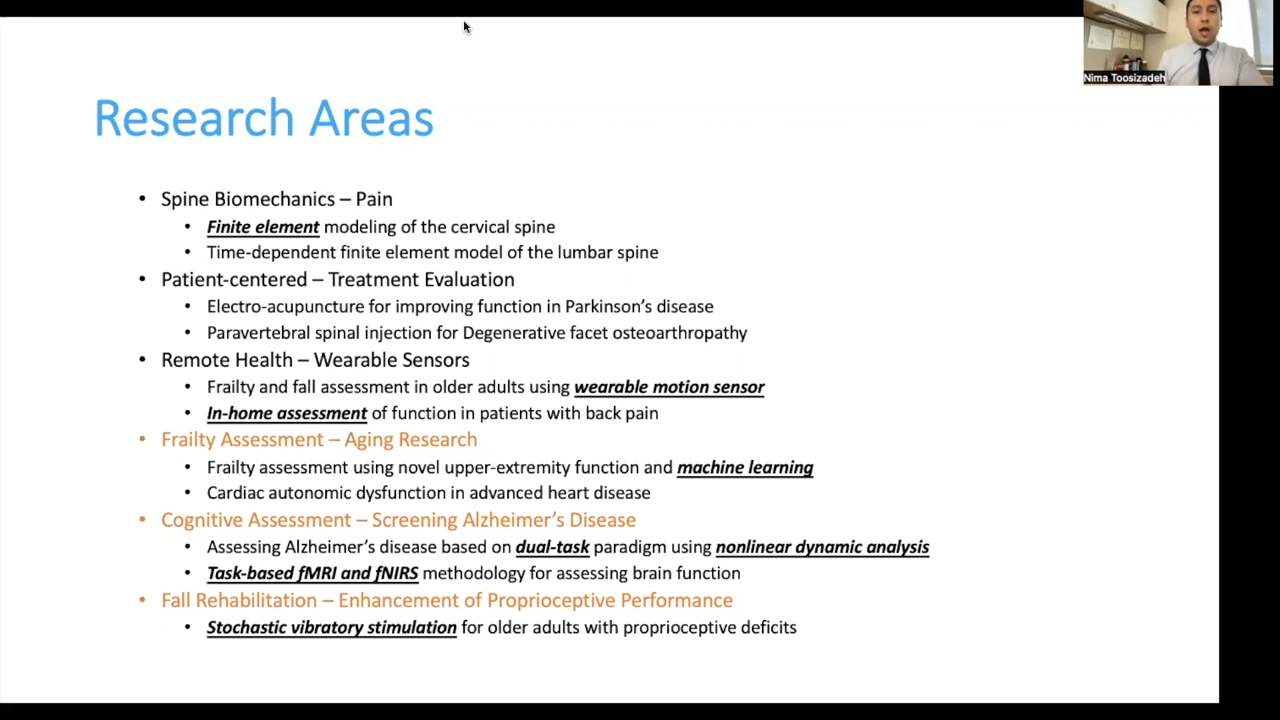 Nima Toosizadeh
Research Areas
• Spine Biomechanics – Pain
• Finite element modeling of the cervical spine
• Time-dependent finite element model of the lumbar spine
• Patient-centered – Treatment Evaluation
• Electro-acupuncture for improving function in Parkinson’s disease
• Paravertebral spinal injection for Degenerative facet osteoarthropathy
• Remote Health – Wearable Sensors
• Frailty and fall assessment in older adults using wearable motion sensor
• In-home assessment of function in patients with back pain
• Frailty Assessment – Aging Research
• Frailty assessment using novel upper-extremity function and machine learning
• Cardiac autonomic dysfunction in advanced heart disease
• Cognitive Assessment – Screening Alzheimer’s Disease
• Assessing Alzheimer’s disease based on dual-task paradigm using nonlinear dynamic analysis
• Task-based fMRI and fNIRS methodology for assessing brain function
• Fall Rehabilitation – Enhancement of Proprioceptive Performance
• Stochastic vibratory stimulation for older adults with proprioceptive deficits